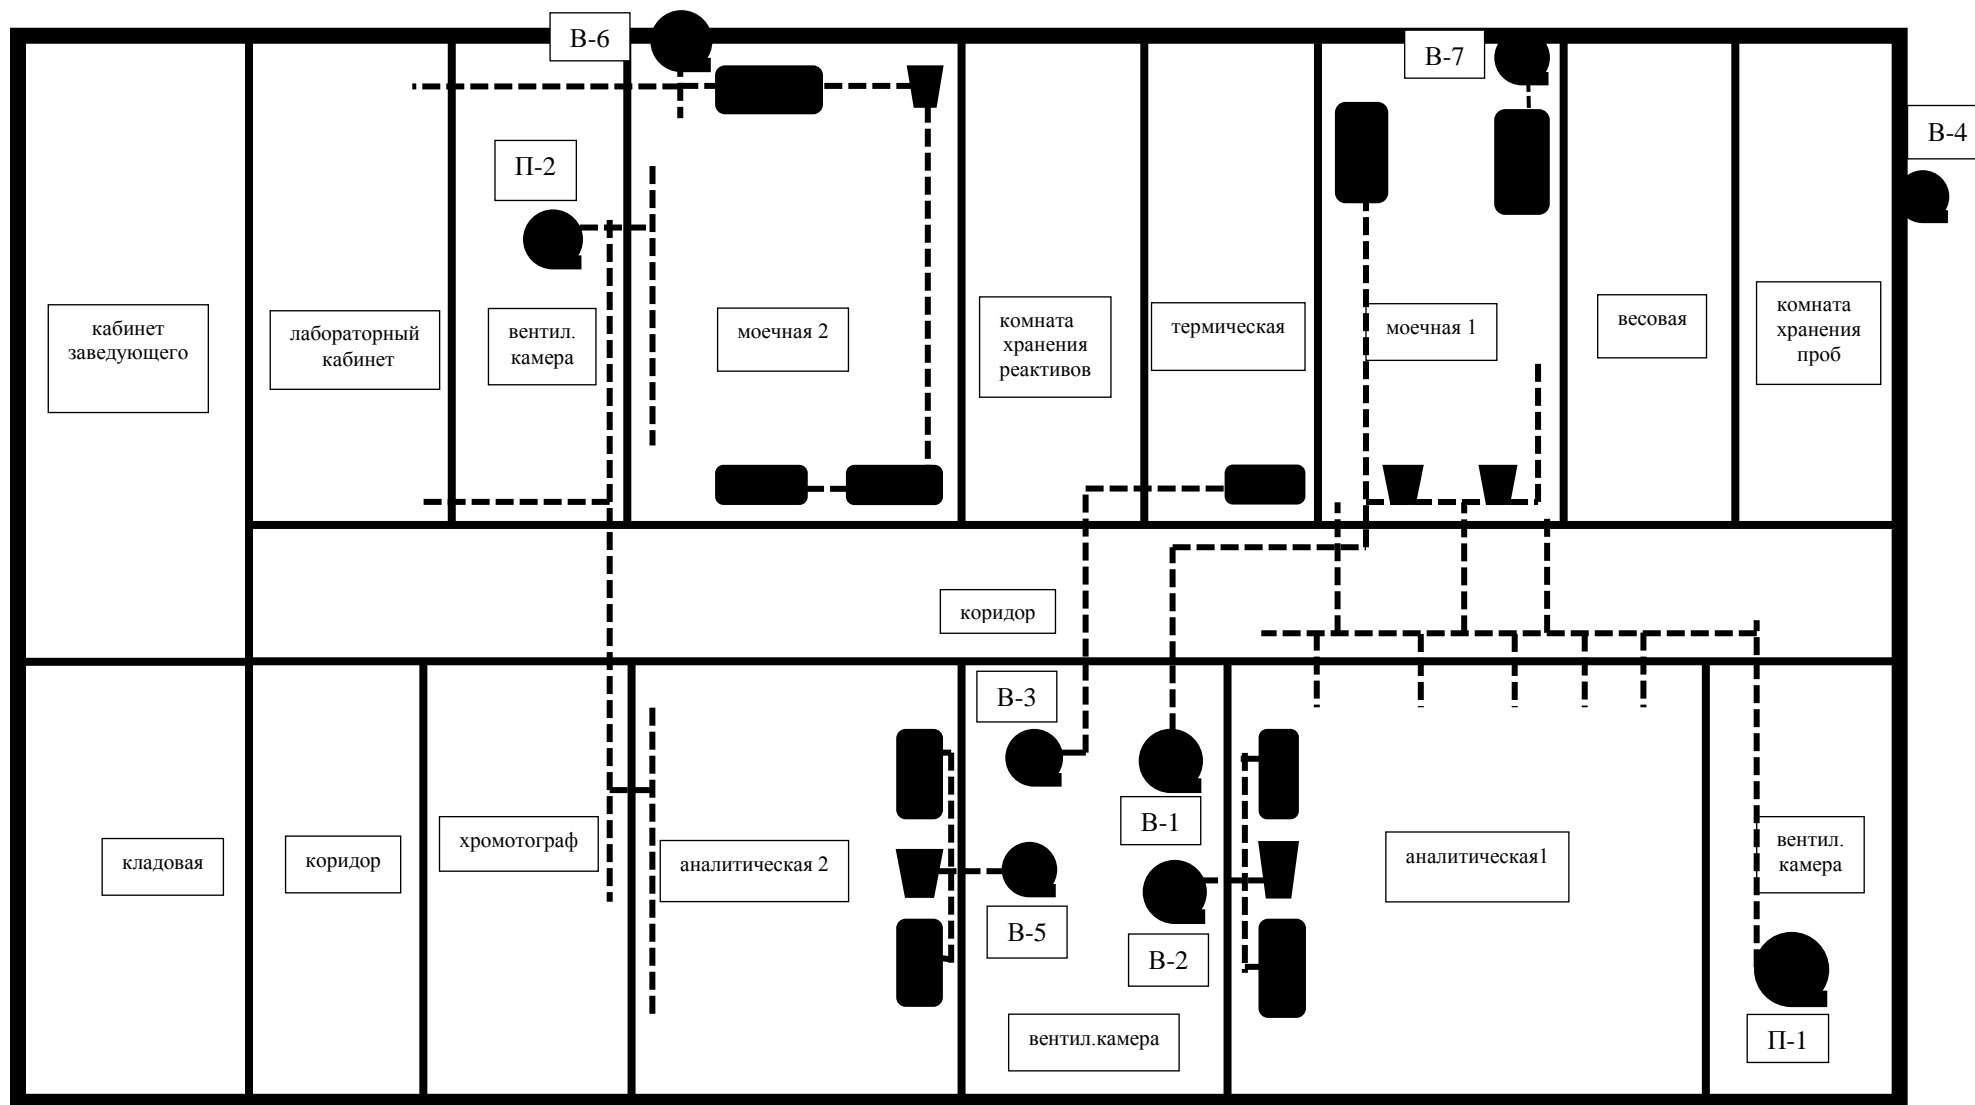 В-6
В-7
В-4
П-2
кабинет
заведующего
лабораторный
кабинет
вентил.
камера
моечная 2
комната
хранения
реактивов
термическая
моечная 1
весовая
комната
хранения
проб
коридор
В-3
В-1
кладовая
коридор
хромотограф
аналитическая 2
В-5
В-2
аналитическая1
вентил.
камера
вентил.камера
П-1